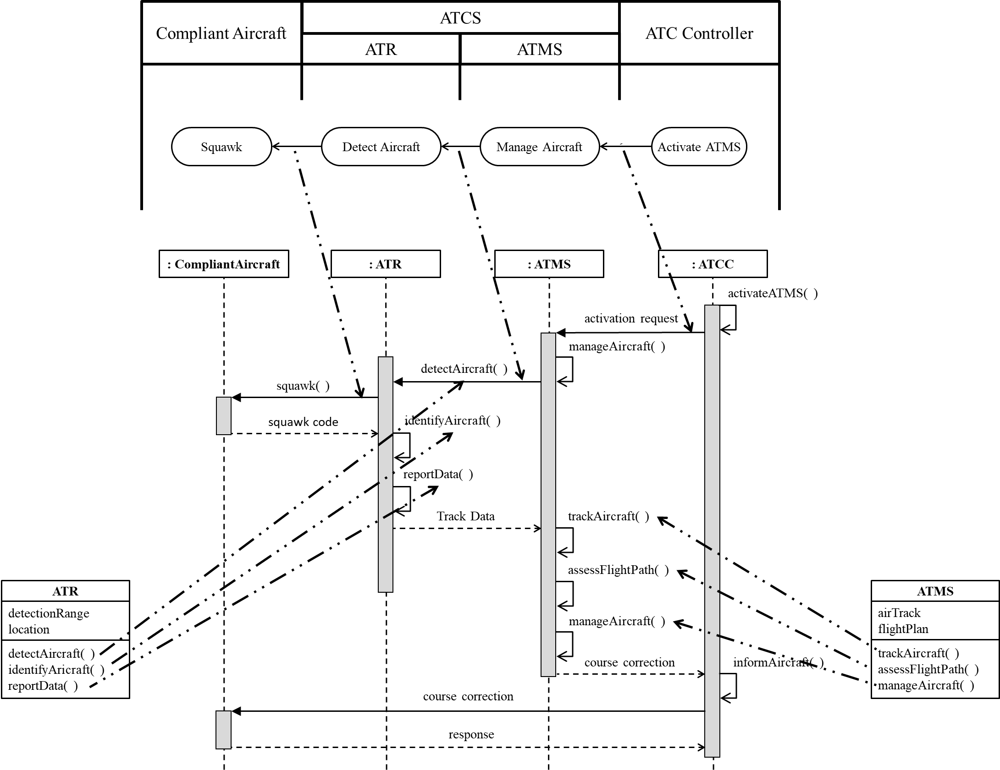 Compliant Aircraft
ATCS
ATC Controller
ATR
ATMS
Squawk
Detect Aircraft
Manage Aircraft
Activate ATMS
: CompliantAircraft
: ATR
: ATMS
: ATCC
activateATMS( )
activation request
manageAircraft( )
detectAircraft( )
squawk( )
squawk code
identifyAircraft( )
reportData( )
Track Data
trackAircraft( )
assessFlightPath( )
manageAircraft( )
course correction
informAircraft( )
course correction
response
ATR
detectionRange
location
detectAircraft( )
identifyAricraft( )
reportData( )
ATMS
airTrack
flightPlan
trackAircraft( )
assessFlightPath( )
manageAircraft( )